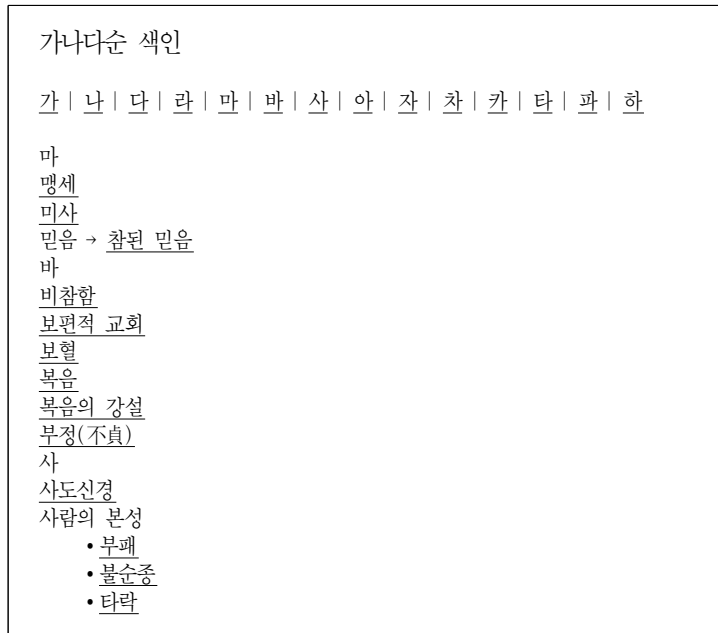 가나다순 색인
가 | 나 | 다 | 라 | 마 | 바 | 사 | 아 | 자 | 차 | 카 | 타 | 파 | 하
마
맹세
미사
믿음 → 참된 믿음
바
비참함
보편적 교회
보혈
복음
복음의 강설
부정(不貞)
사
사도신경
사람의 본성
• 부패
• 불순종
• 타락